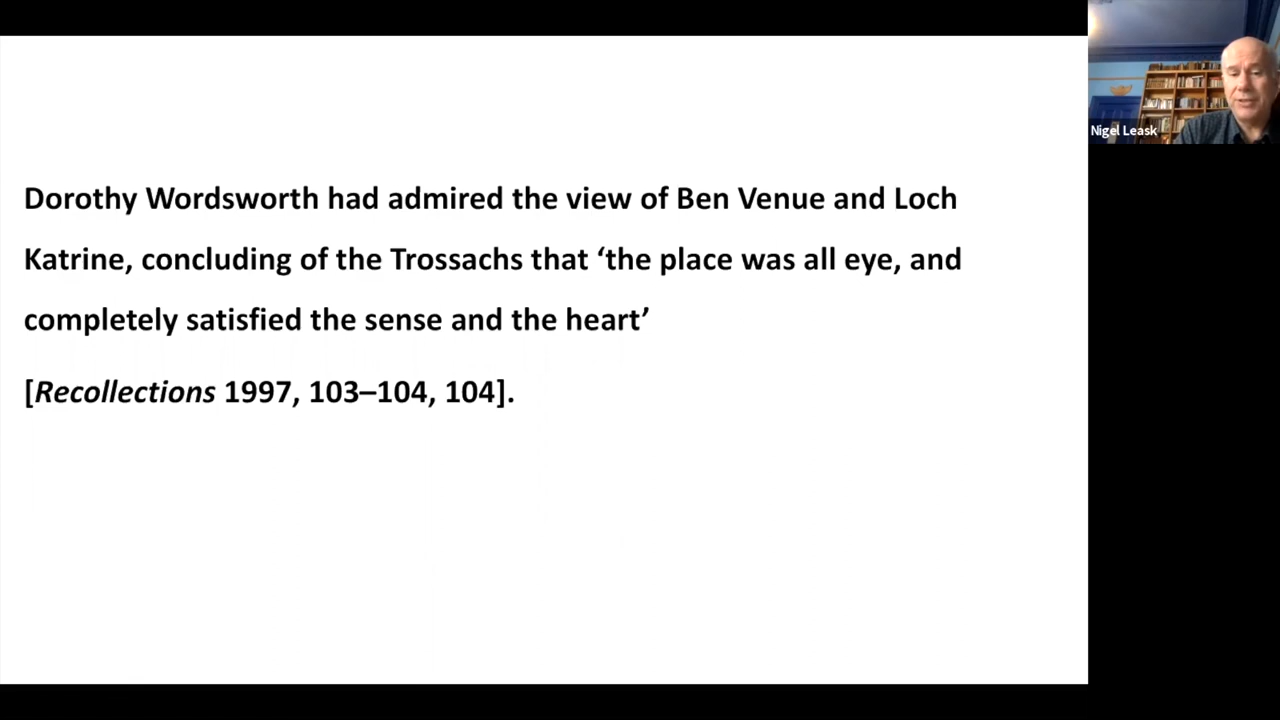 Dorothy Wordsworth had admired the view of Ben Venue and Loch
Katrine, concluding of the Trossachs that ‘the place was all eye, and
completely satisfied the sense and the heart’
[Recollections 1997, 103–104, 104].
Nigel Leask